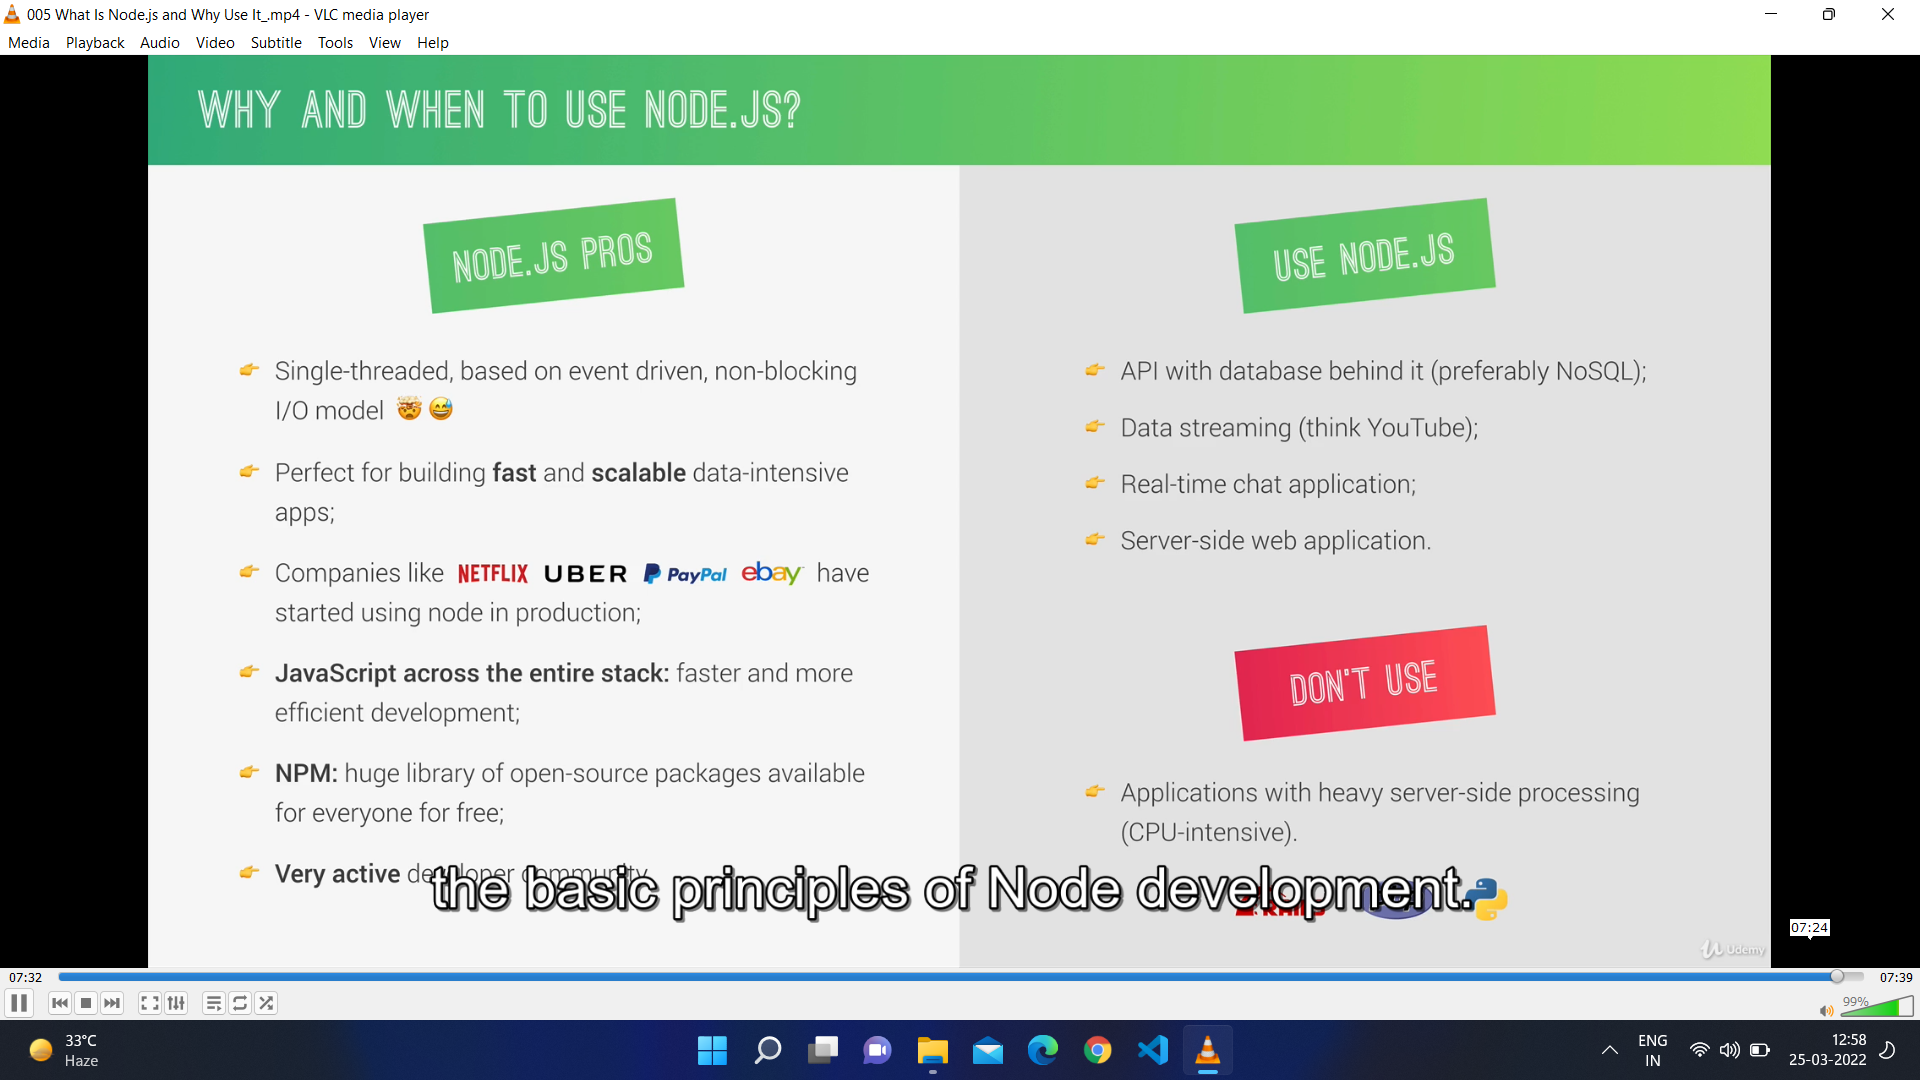 005 What Is Node.js and Why Use It_.mp4 - VLC media player
Media Playback Audio Video Subtitle Tools View Help
WHY AND WHEN TO USE NODE.JS?
NODE.JS PROS
Single-threaded, based on event driven, non-blocking
I/O model
Perfect for building fast and scalable data-intensive
apps;
Companies like NETFLIX UBER PayPal ebay have
started using node in production;
JavaScript across the entire stack: faster and more
efficient development;
NPM: huge library of open-source packages available
for everyone for free;
Very active developer community.
USE NODE.JS
API with database behind it (preferably NoSQL);
Data streaming (think YouTube);
Real-time chat application;
Server-side web application.
DON'T USE
Applications with heavy server-side processing
(CPU-intensive).
RAILS
the basic principles of Node development.
Udemy
07:24
07:32
07:39
99%
33°C
Haze
ENG
IN
12:58
25-03-2022